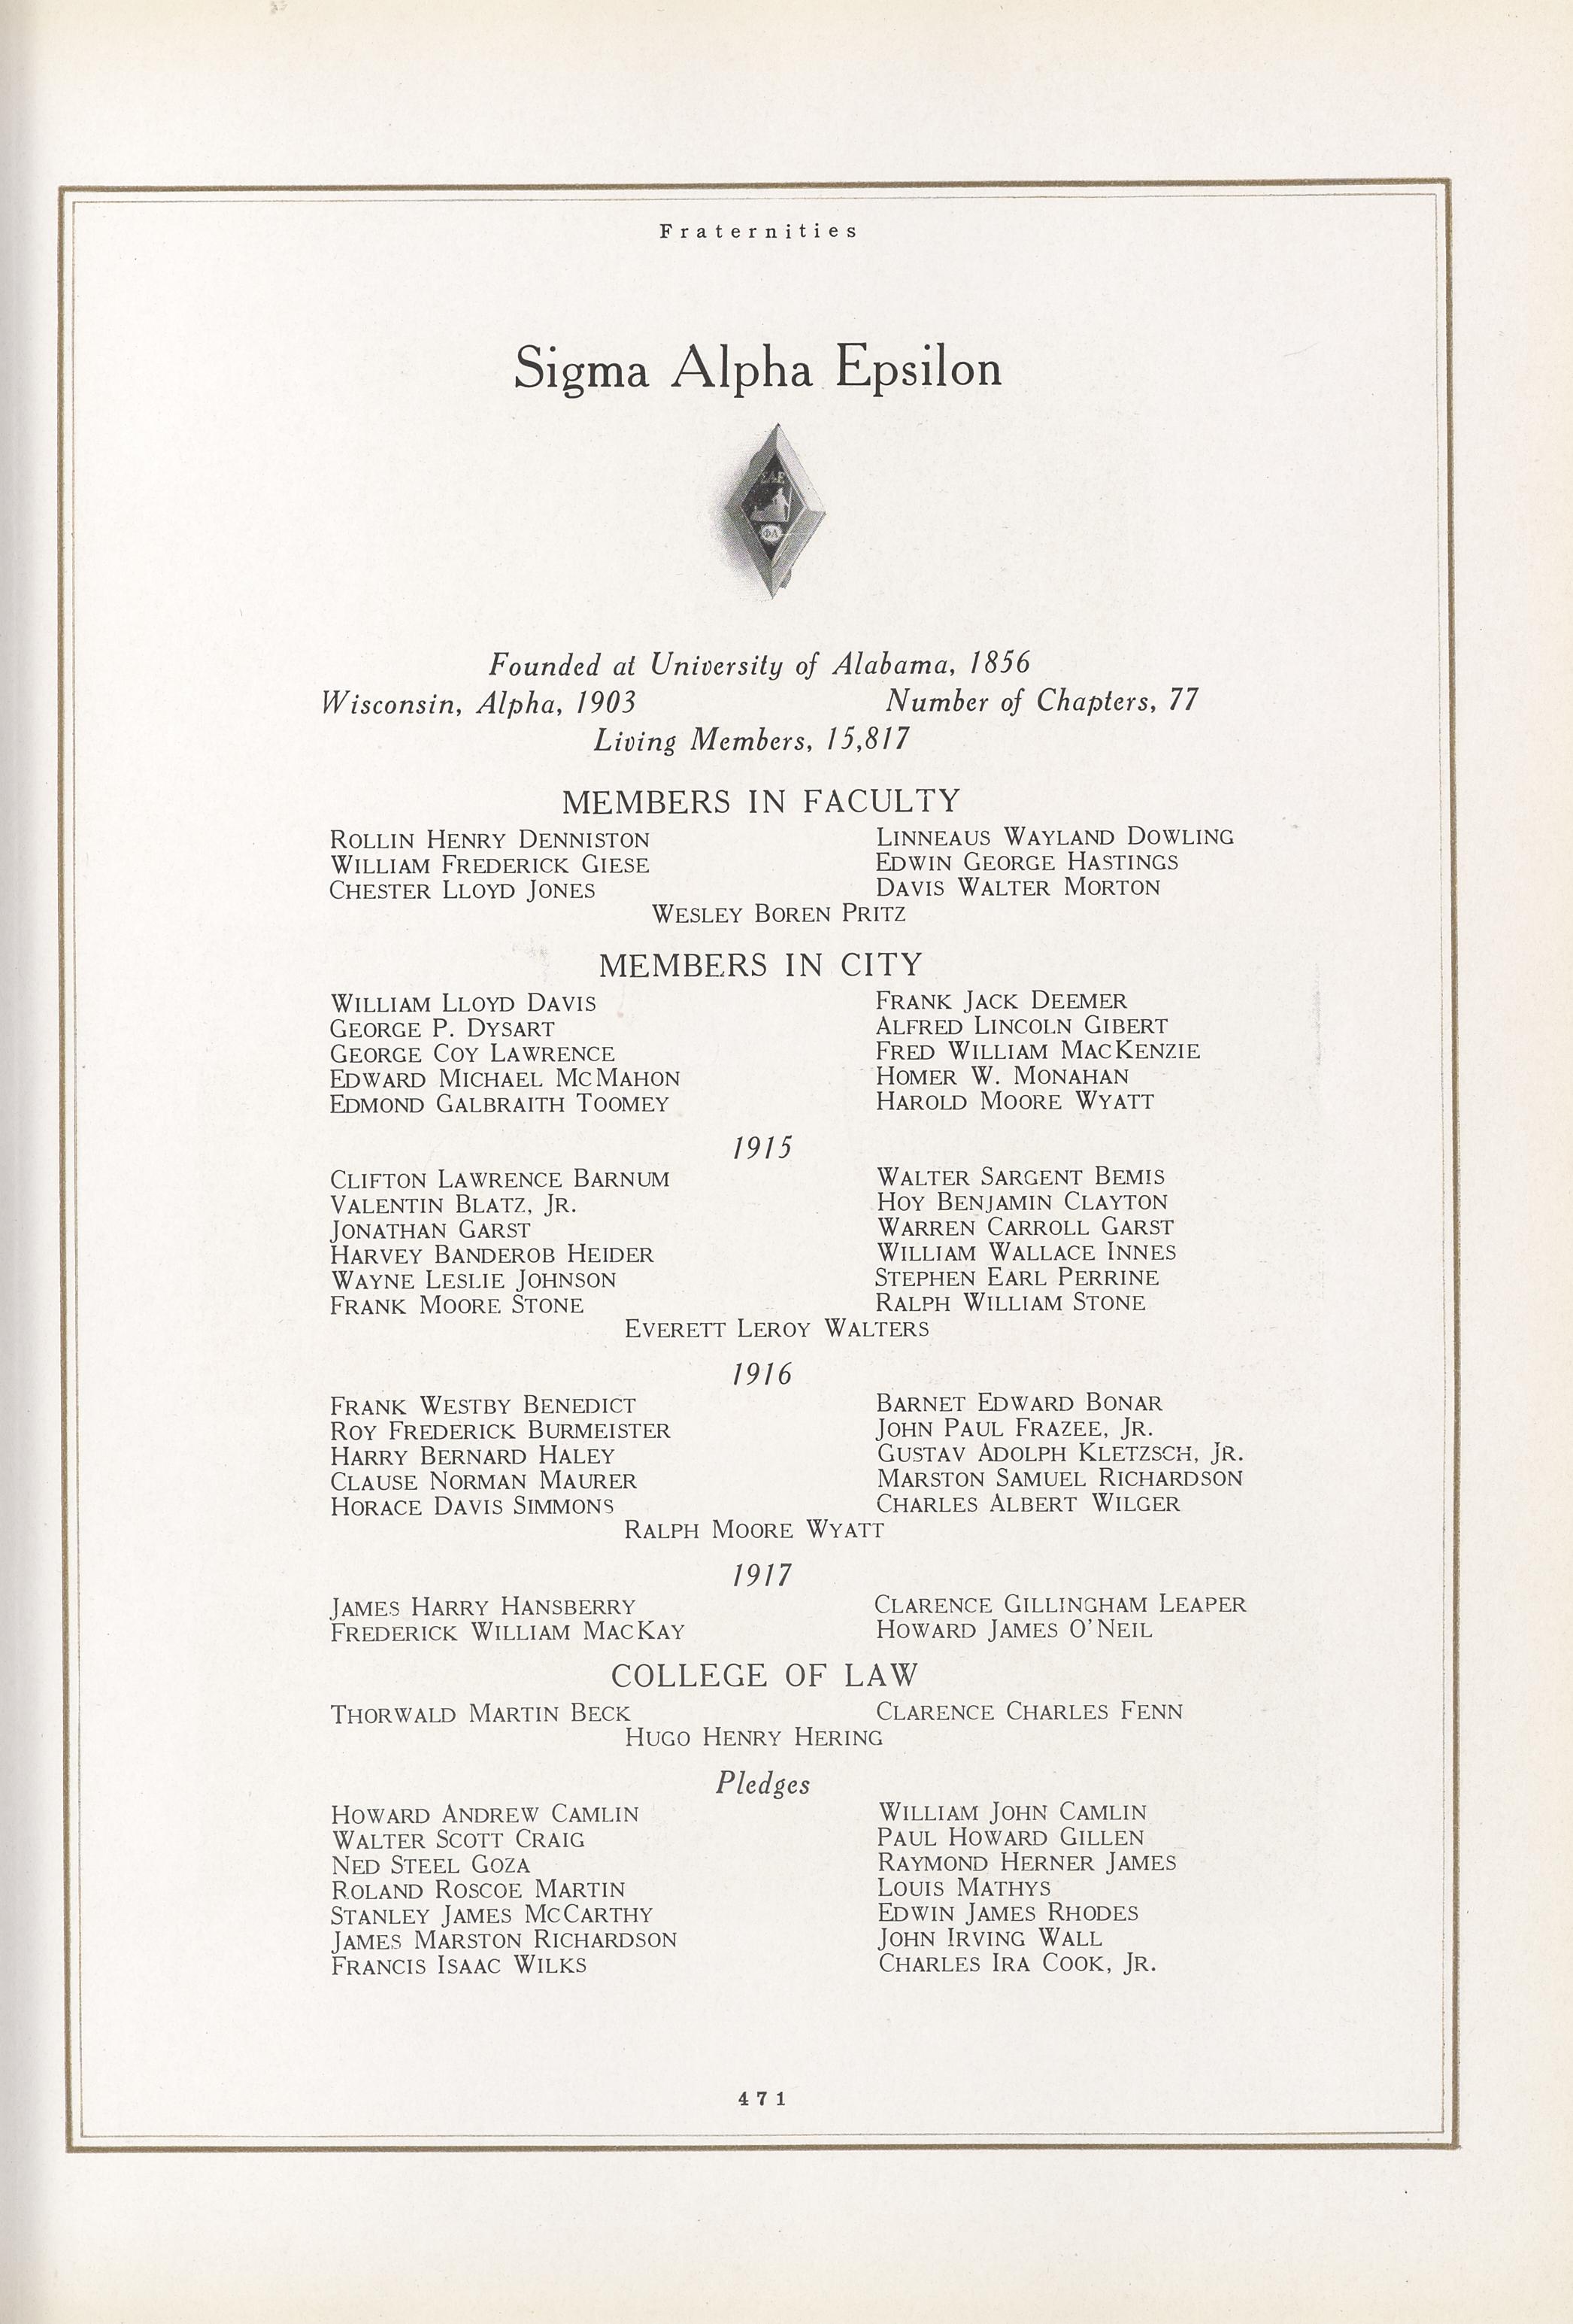 Fraternities
Sigma Alpha Epsilon
ΣΑΕ
ΦΑ
Founded at University of Alabama, 1856
Wisconsin, Alpha, 1903 Number of Chapters, 77
Living Members, 15,817
MEMBERS IN FACULTY
ROLLIN HENRY DENNISTON LINNEAUS WAYLAND DOWLING
WILLIAM FREDERICK GIESE EDWIN GEORGE HASTINGS
CHESTER LLOYD JONES DAVIS WALTER MORTON
WESLEY BOREN PRITZ
MEMBERS IN CITY
WILLIAM LLOYD DAVIS FRANK JACK DEEMER
GEORGE P. DYSART ALFRED LINCOLN GIBERT
GEORGE COY LAWRENCE FRED WILLIAM MACKENZIE
EDWARD MICHAEL MCMAHON HOMER W. MONAHAN
EDMOND GALBRAITH TOOMEY HAROLD MOORE WYATT
1915
CLIFTON LAWRENCE BARNUM WALTER SARGENT BEMIS
VALENTIN BLATZ, JR. HOY BENJAMIN CLAYTON
JONATHAN GARST WARREN CARROLL GARST
HARVEY BANDEROB HEIDER WILLIAM WALLACE INNES
WAYNE LESLIE JOHNSON STEPHEN EARL PERRINE
FRANK MOORE STONE RALPH WILLIAM STONE
EVERETT LEROY WALTERS
1916
FRANK WESTBY BENEDICT BARNET EDWARD BONAR
ROY FREDERICK BURMEISTER JOHN PAUL FRAZEE, JR.
HARRY BERNARD HALEY GUSTAV ADOLPH KLETZSCH, JR.
CLAUSE NORMAN MAURER MARSTON SAMUEL RICHARDSON
HORACE DAVIS SIMMONS CHARLES ALBERT WILGER
RALPH MOORE WYATT
1917
JAMES HARRY HANSBERRY CLARENCE GILLINGHAM LEAPER
FREDERICK WILLIAM MACKAY HOWARD JAMES O'NEIL
COLLEGE OF LAW
THORWALD MARTIN BECK CLARENCE CHARLES FENN
HUGO HENRY HERING
Pledges
HOWARD ANDREW CAMLIN WILLIAM JOHN CAMLIN
WALTER SCOTT CRAIG PAUL HOWARD GILLEN
NED STEEL GOZA RAYMOND HERNER JAMES
ROLAND ROSCOE MARTIN LOUIS MATHYS
STANLEY JAMES MCCARTHY EDWIN JAMES RHODES
JAMES MARSTON RICHARDSON JOHN IRVING WALL
FRANCIS ISAAC WILKS CHARLES IRA COOK, JR.
471